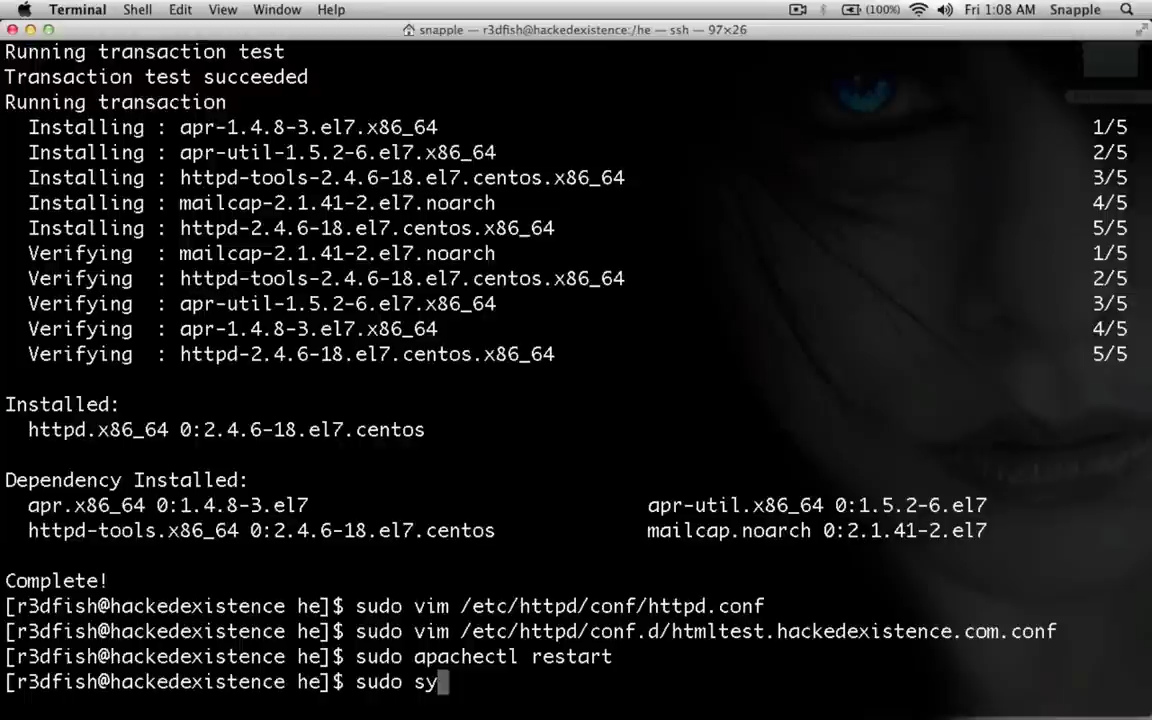 Terminal Shell Edit View Window Help (100%) Fri 1:08 AM Snapple
snapple — r3dfish@hackedexistence:/he — ssh — 97×26
Running transaction test
Transaction test succeeded
Running transaction
Installing : apr-1.4.8-3.el7.x86_64 1/5
Installing : apr-util-1.5.2-6.el7.x86_64 2/5
Installing : httpd-tools-2.4.6-18.el7.centos.x86_64 3/5
Installing : mailcap-2.1.41-2.el7.noarch 4/5
Installing : httpd-2.4.6-18.el7.centos.x86_64 5/5
Verifying : mailcap-2.1.41-2.el7.noarch 1/5
Verifying : httpd-tools-2.4.6-18.el7.centos.x86_64 2/5
Verifying : apr-util-1.5.2-6.el7.x86_64 3/5
Verifying : apr-1.4.8-3.el7.x86_64 4/5
Verifying : httpd-2.4.6-18.el7.centos.x86_64 5/5
Installed:
httpd.x86_64 0:2.4.6-18.el7.centos
Dependency Installed:
apr.x86_64 0:1.4.8-3.el7 apr-util.x86_64 0:1.5.2-6.el7
httpd-tools.x86_64 0:2.4.6-18.el7.centos mailcap.noarch 0:2.1.41-2.el7
Complete!
[r3dfish@hackedexistence he]$ sudo vim /etc/httpd/conf/httpd.conf
[r3dfish@hackedexistence he]$ sudo vim /etc/httpd/conf.d/htmltest.hackedexistence.com.conf
[r3dfish@hackedexistence he]$ sudo apachectl restart
[r3dfish@hackedexistence he]$ sudo sy